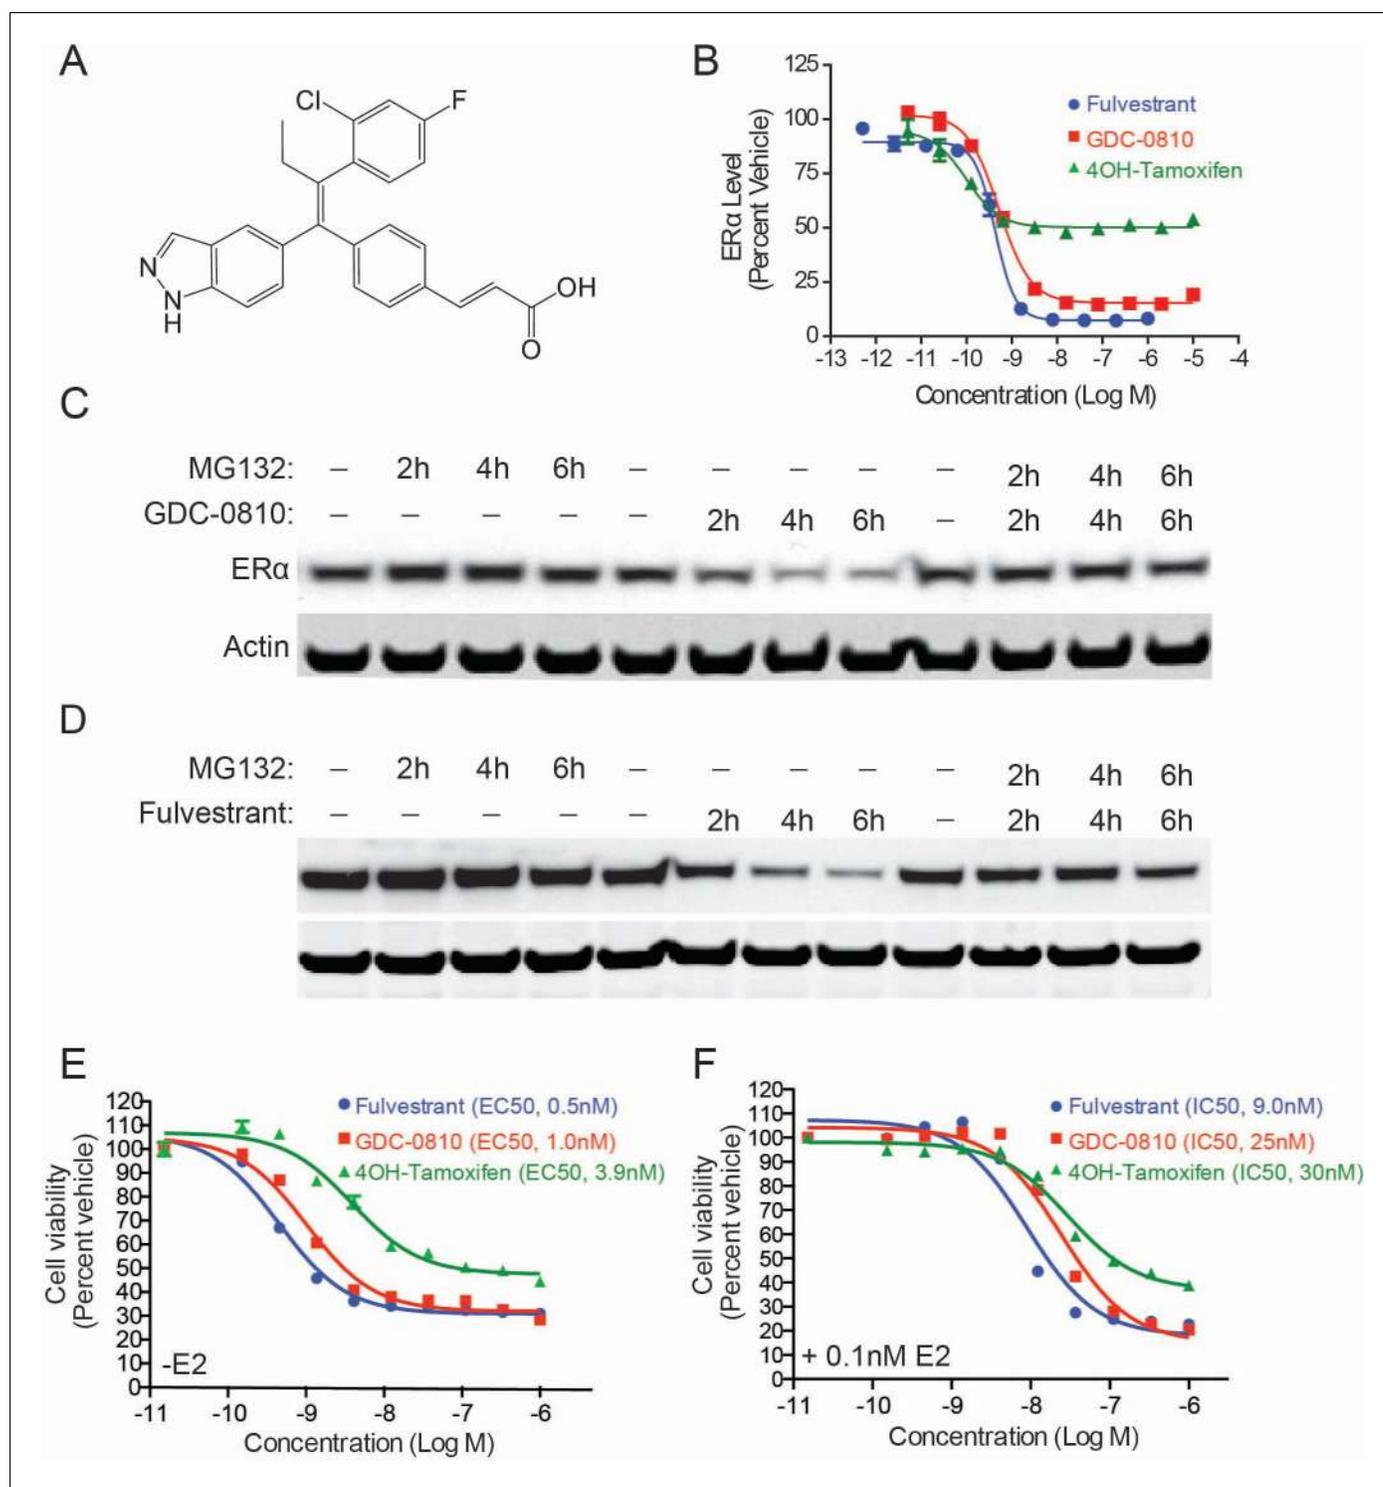 A
Cl
F
N
N
H
OH
O
B
ERα Level
(Percent Vehicle)
125
100
75
50
25
0
Fulvestrant
GDC-0810
4OH-Tamoxifen
-13 -12 -11 -10 -9 -8 -7 -6 -5 -4
Concentration (Log M)
C
MG132: – 2h 4h 6h – – – – – 2h 4h 6h
GDC-0810: – – – – – 2h 4h 6h – 2h 4h 6h
ERα
Actin
D
MG132: – 2h 4h 6h – – – – – 2h 4h 6h
Fulvestrant: – – – – – 2h 4h 6h – 2h 4h 6h
E
Cell viability
(Percent vehicle)
120
110
100
90
80
70
60
50
40
30
20
10
0
Fulvestrant (EC50, 0.5nM)
GDC-0810 (EC50, 1.0nM)
4OH-Tamoxifen (EC50, 3.9nM)
-E2
-11 -10 -9 -8 -7 -6
Concentration (Log M)
F
Cell viability
(Percent vehicle)
120
110
100
90
80
70
60
50
40
30
20
10
0
Fulvestrant (IC50, 9.0nM)
GDC-0810 (IC50, 25nM)
4OH-Tamoxifen (IC50, 30nM)
+ 0.1nM E2
-11 -10 -9 -8 -7 -6
Concentration (Log M)